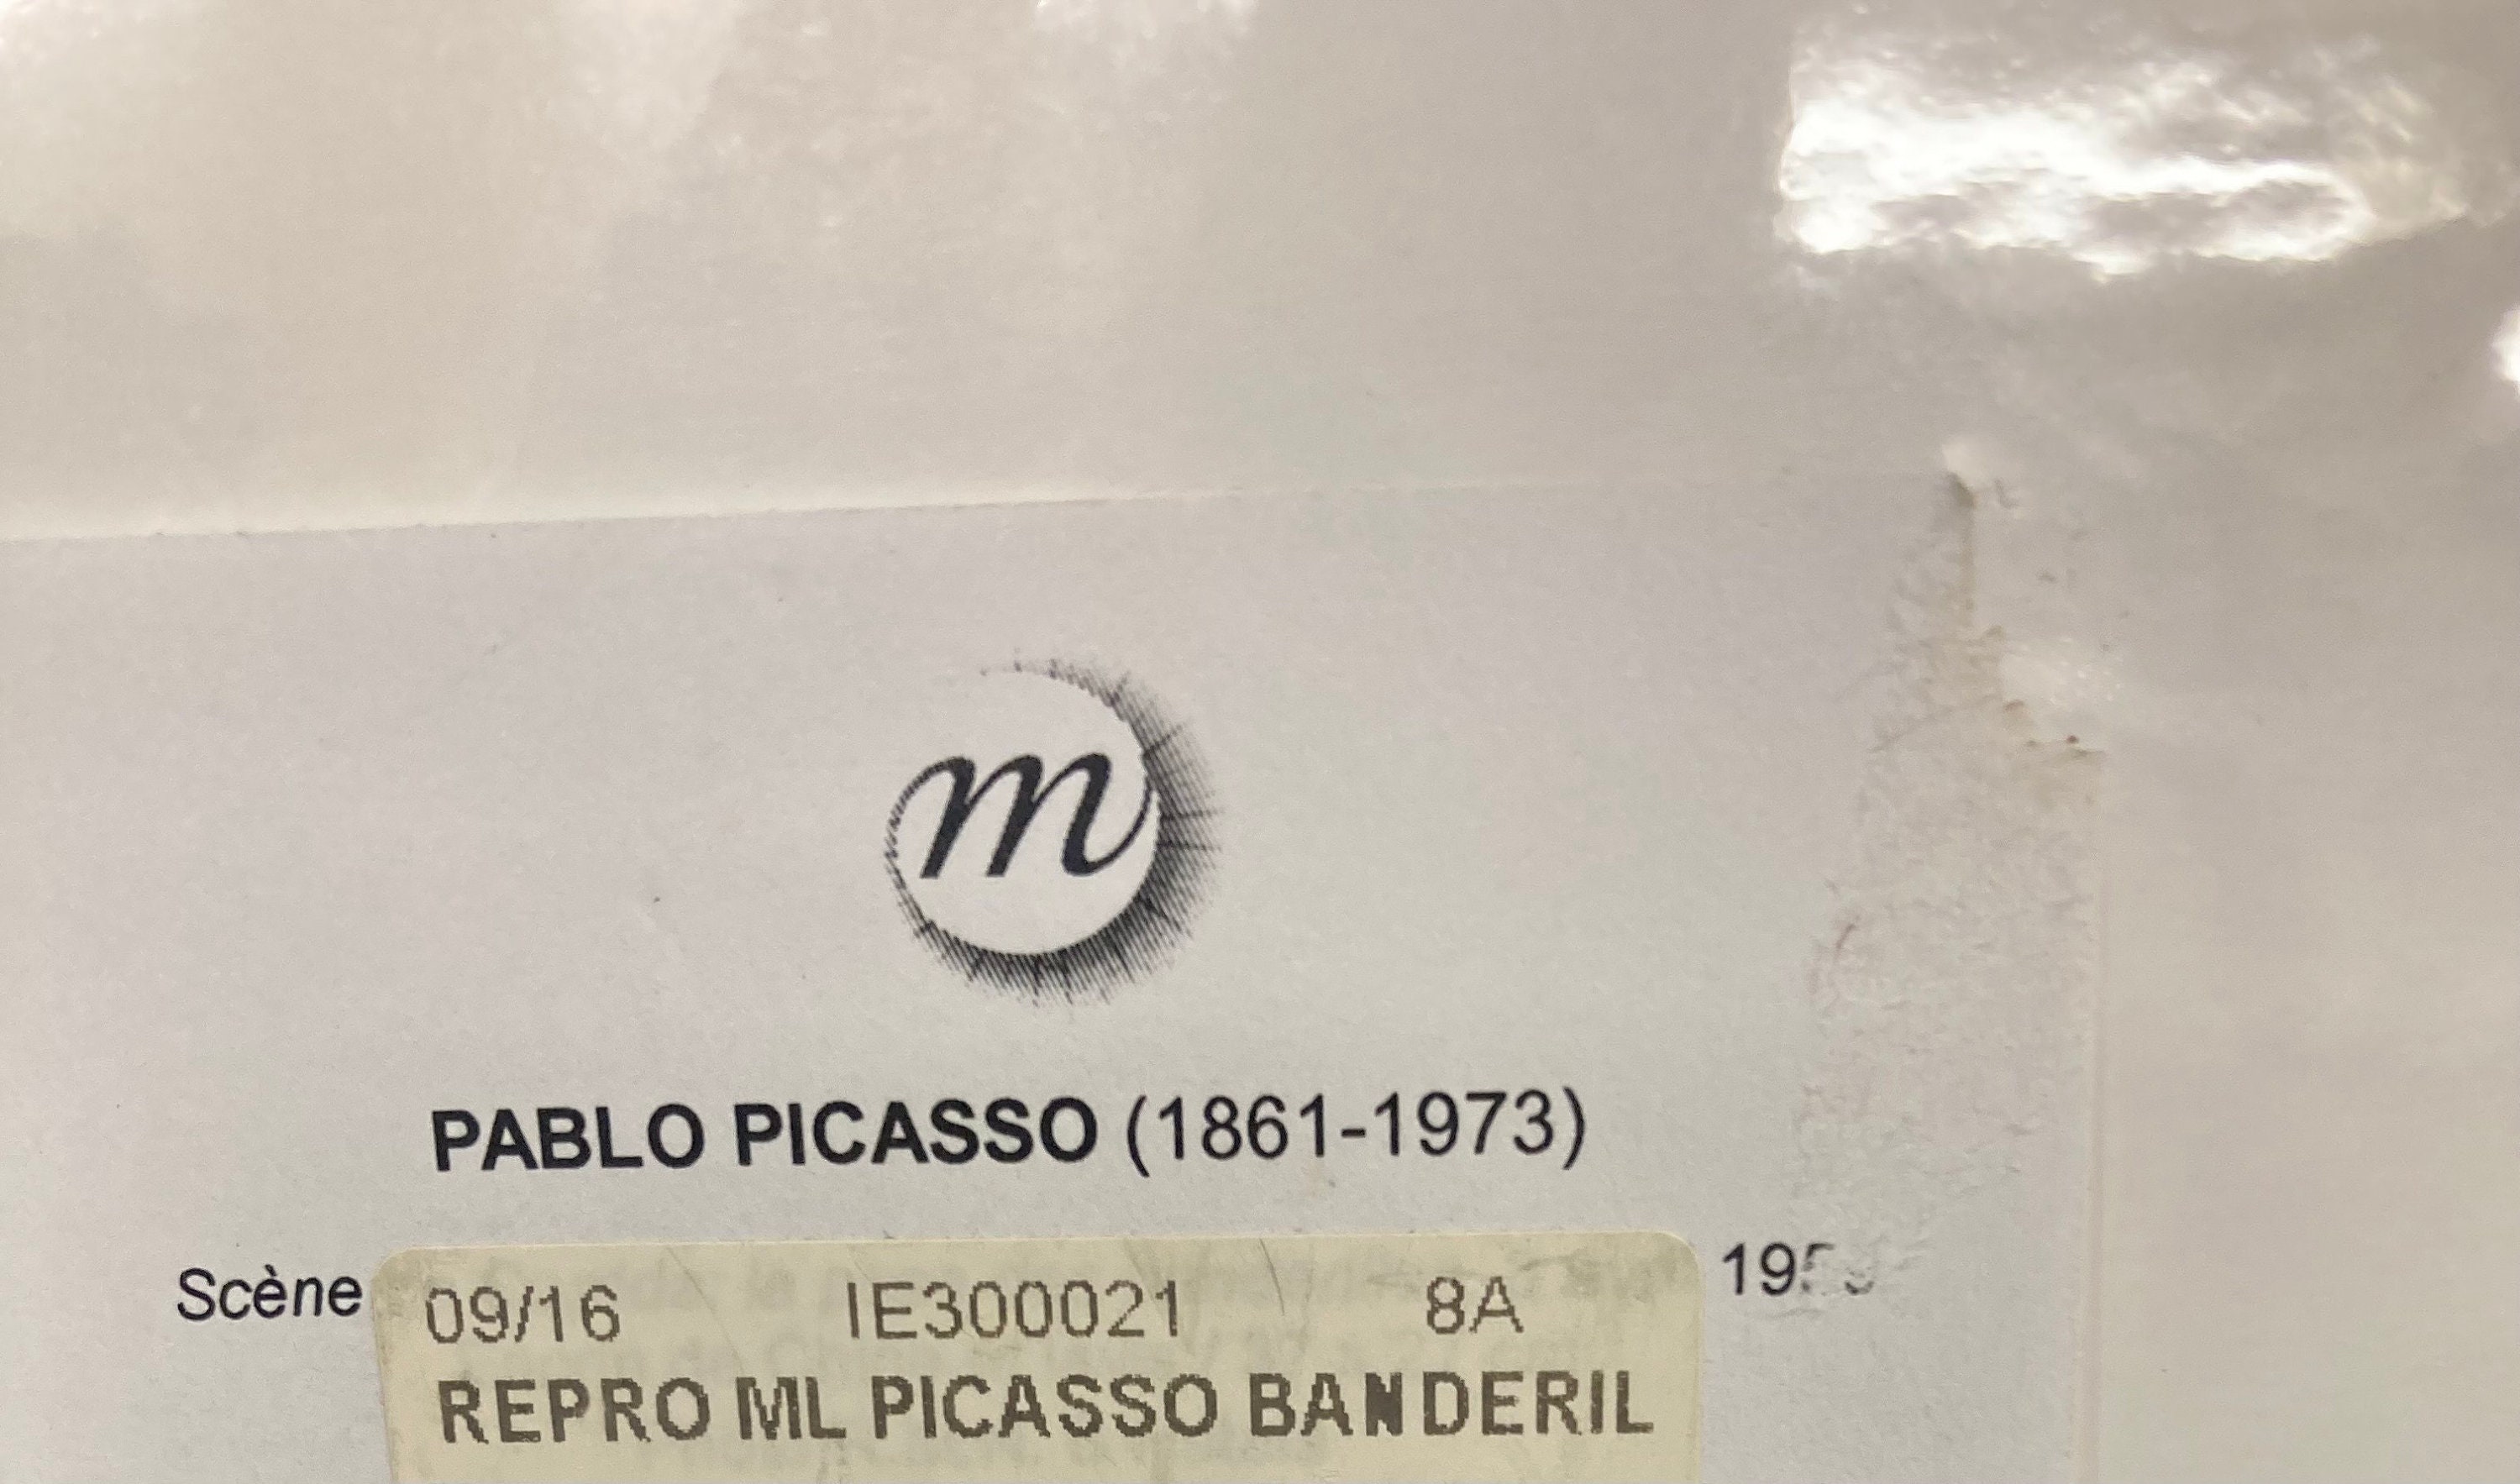 m
PABLO PICASSO (1861-1973)
Scène
09/16 IE300021 8A
REPRO ML PICASSO BANDERIL